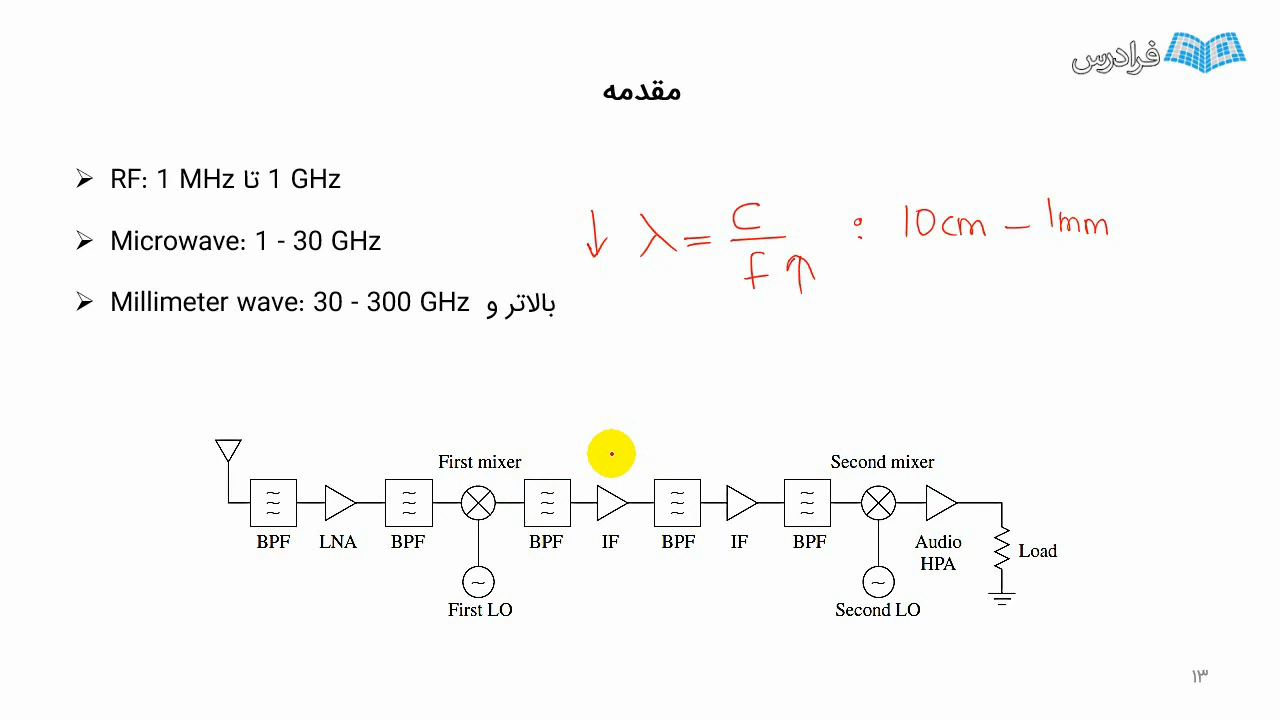 فرادرس
مقدمه
➢ RF: 1 MHz تا 1 GHz
➢ Microwave: 1 - 30 GHz
➢ Millimeter wave: 30 - 300 GHz و بالاتر
↓ λ = C / f ↑ : 10cm – 1mm
First mixer Second mixer
BPF LNA BPF BPF IF BPF IF BPF Audio HPA Load
First LO Second LO
۱۳